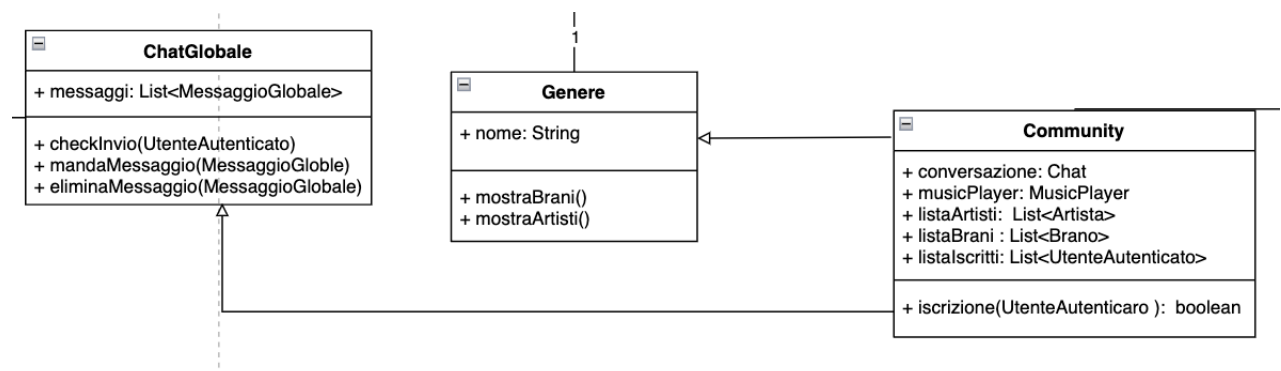 ChatGlobale
+ messaggi: List<MessaggioGlobale>
+ checkInvio(UtenteAutenticato)
+ mandaMessaggio(MessaggioGloble)
+ eliminaMessaggio(MessaggioGlobale)
1
Genere
+ nome: String
+ mostraBrani()
+ mostraArtisti()
Community
+ conversazione: Chat
+ musicPlayer: MusicPlayer
+ listaArtisti:  List<Artista>
+ listaBrani : List<Brano>
+ listaIscritti: List<UtenteAutenticato>
+ iscrizione(UtenteAutenticaro ):  boolean